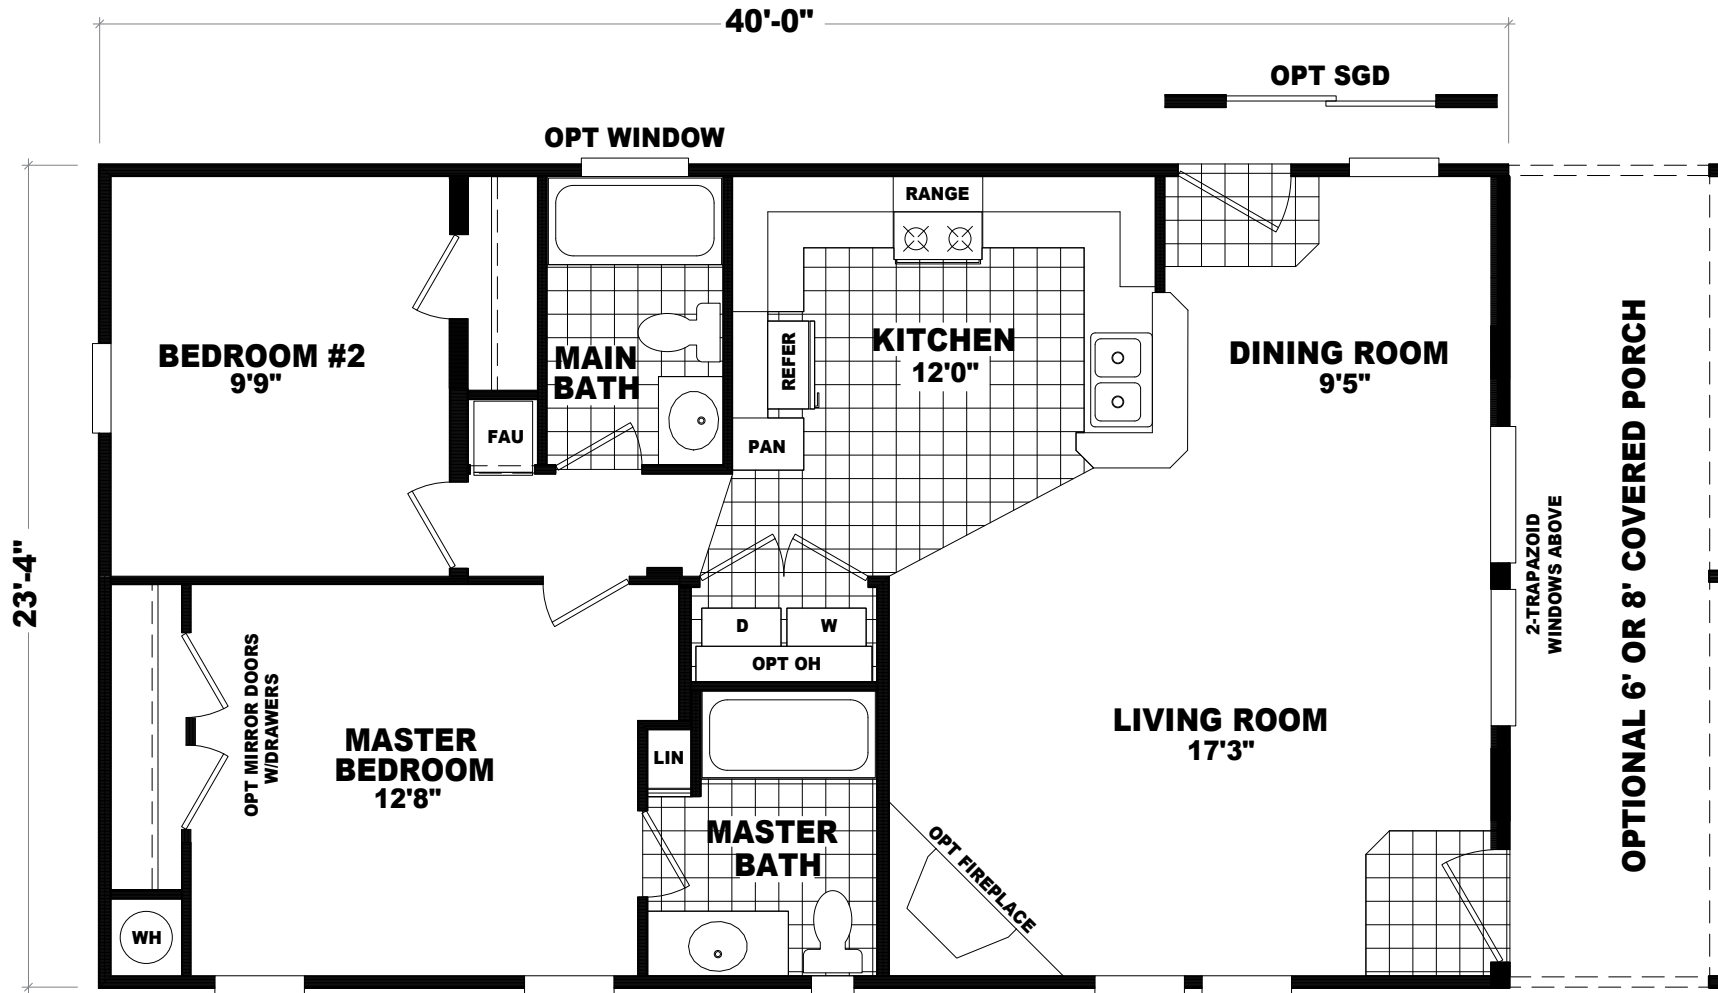 40'-0"
OPT SGD
OPT WINDOW
RANGE
BEDROOM #2
9'9"
MAIN
BATH
REFER
KITCHEN
12'0"
DINING ROOM
9'5"
FAU
PAN
23'-4"
2-TRAPAZOID
WINDOWS ABOVE
OPTIONAL 6' OR 8' COVERED PORCH
D
W
OPT OH
OPT MIRROR DOORS
W/DRAWERS
MASTER
BEDROOM
12'8"
LIN
LIVING ROOM
17'3"
MASTER
BATH
OPT FIREPLACE
WH